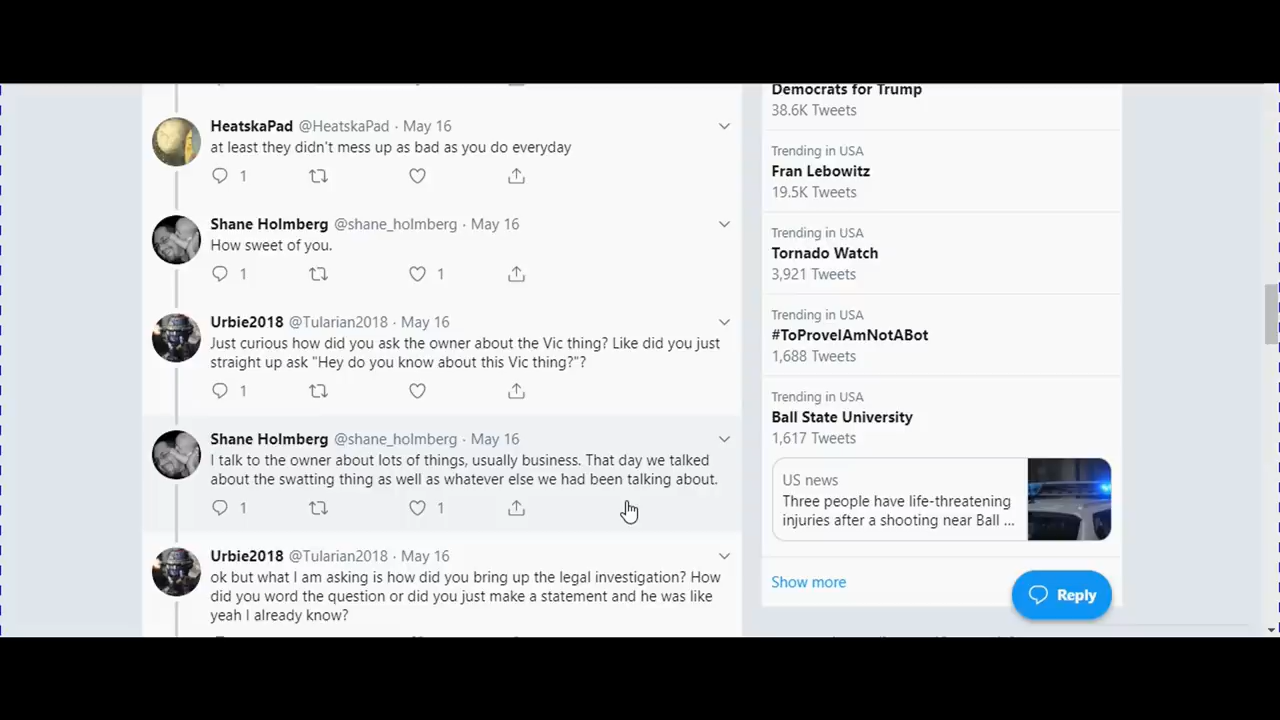 HeatskaPad @HeatskaPad · May 16
at least they didn't mess up as bad as you do everyday
1
Shane Holmberg @shane_holmberg · May 16
How sweet of you.
1 1
Urbie2018 @Tularian2018 · May 16
Just curious how did you ask the owner about the Vic thing? Like did you just
straight up ask "Hey do you know about this Vic thing?"?
1
Shane Holmberg @shane_holmberg · May 16
I talk to the owner about lots of things, usually business. That day we talked
about the swatting thing as well as whatever else we had been talking about.
1 1
Urbie2018 @Tularian2018 · May 16
ok but what I am asking is how did you bring up the legal investigation? How
did you word the question or did you just make a statement and he was like
yeah I already know?
Democrats for Trump
38.6K Tweets
Trending in USA
Fran Lebowitz
19.5K Tweets
Trending in USA
Tornado Watch
3,921 Tweets
Trending in USA
#ToProveIAmNotABot
1,688 Tweets
Trending in USA
Ball State University
1,617 Tweets
US news
Three people have life-threatening
injuries after a shooting near Ball ...
Show more
Reply